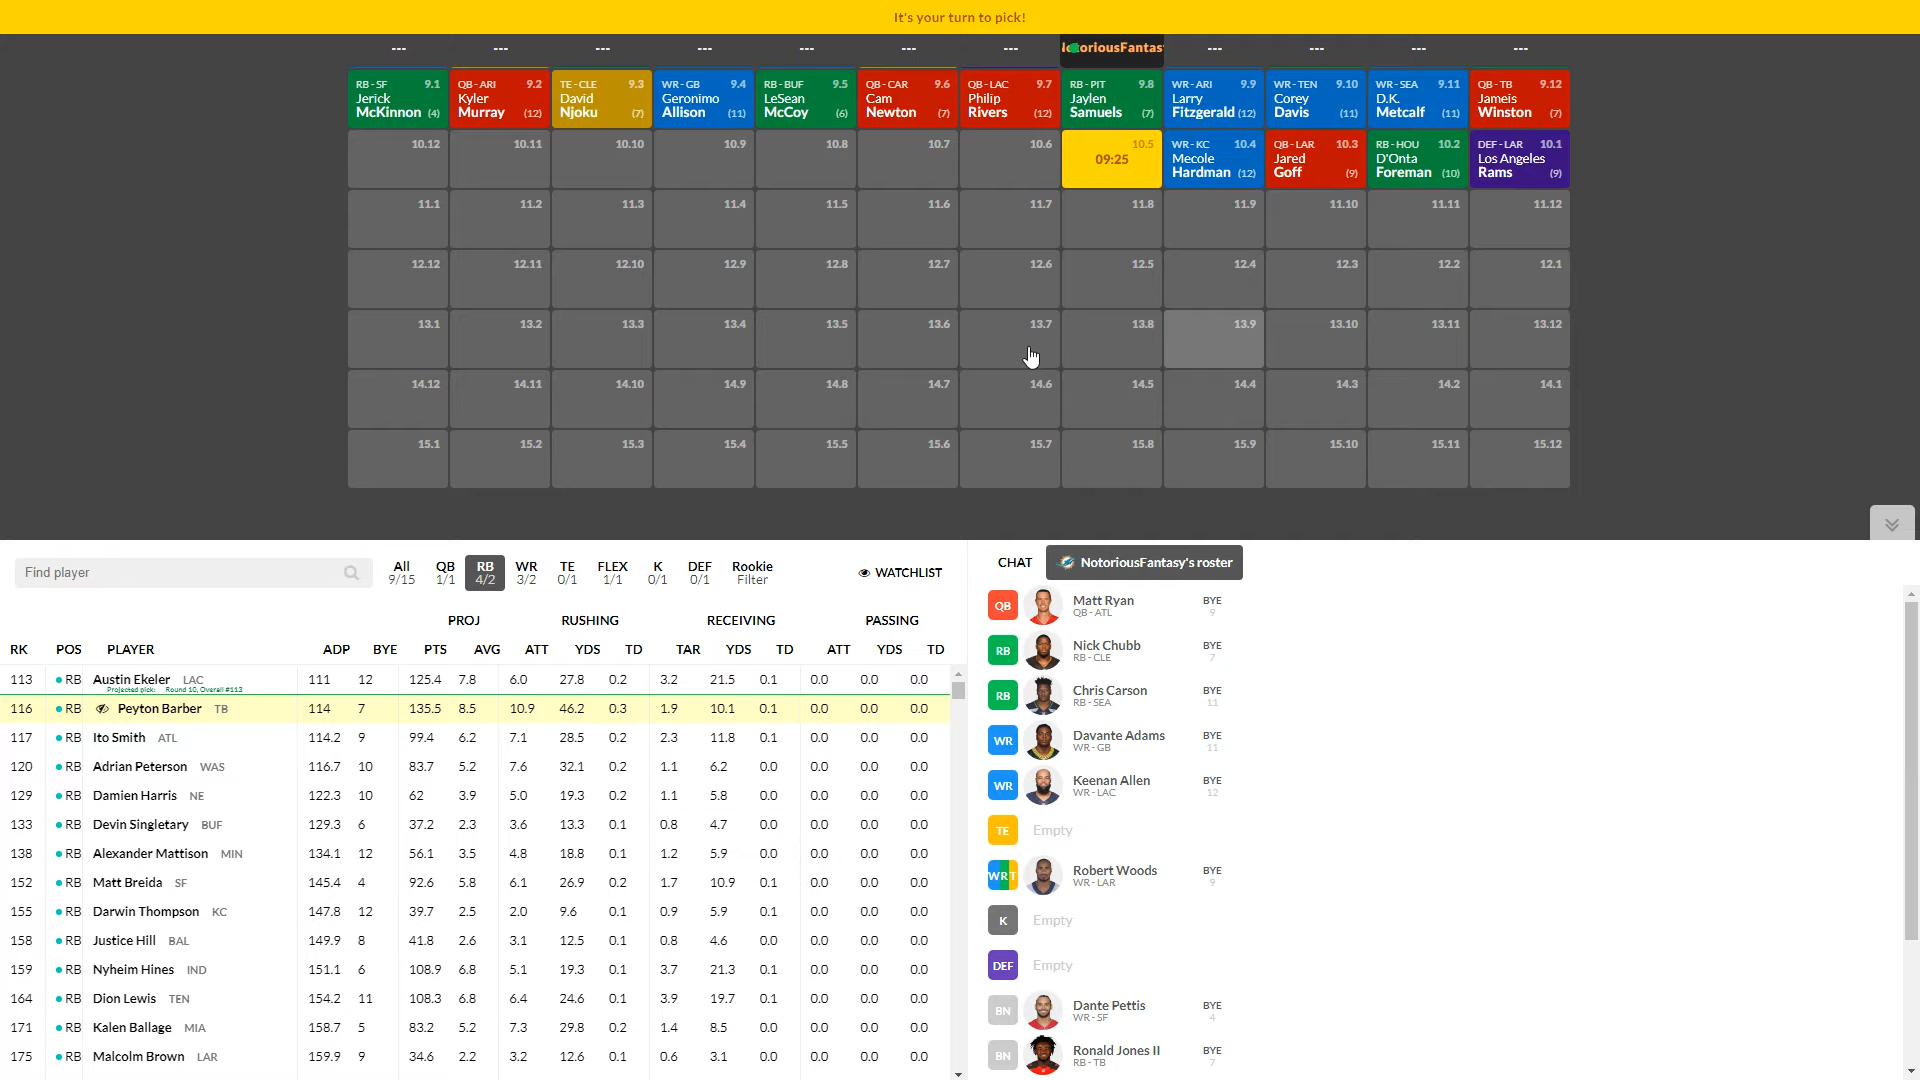 It's your turn to pick!
--- --- --- --- --- --- --- oriousFantas --- --- --- ---
RB - SF 9.1 QB - ARI 9.2 TE - CLE 9.3 WR - GB 9.4 RB - BUF 9.5 QB - CAR 9.6 QB - LAC 9.7 RB - PIT 9.8 WR - ARI 9.9 WR - TEN 9.10 WR - SEA 9.11 QB - TB 9.12
Jerick Kyler David Geronimo LeSean Cam Philip Jaylen Larry Corey D.K. Jameis
McKinnon (4) Murray (12) Njoku (7) Allison (11) McCoy (6) Newton (7) Rivers (12) Samuels (7) Fitzgerald (12) Davis (11) Metcalf (11) Winston (7)
10.12 10.11 10.10 10.9 10.8 10.7 10.6 10.5 WR - KC 10.4 QB - LAR 10.3 RB - HOU 10.2 DEF - LAR 10.1
09:25 Mecole Jared D'Onta Los Angeles
Hardman (12) Goff (9) Foreman (10) Rams (9)
11.1 11.2 11.3 11.4 11.5 11.6 11.7 11.8 11.9 11.10 11.11 11.12
12.12 12.11 12.10 12.9 12.8 12.7 12.6 12.5 12.4 12.3 12.2 12.1
13.1 13.2 13.3 13.4 13.5 13.6 13.7 13.8 13.9 13.10 13.11 13.12
14.12 14.11 14.10 14.9 14.8 14.7 14.6 14.5 14.4 14.3 14.2 14.1
15.1 15.2 15.3 15.4 15.5 15.6 15.7 15.8 15.9 15.10 15.11 15.12
Find player
All QB RB WR TE FLEX K DEF Rookie
9/15 1/1 4/2 3/2 0/1 1/1 0/1 0/1 Filter
WATCHLIST
PROJ RUSHING RECEIVING PASSING
RK POS PLAYER ADP BYE PTS AVG ATT YDS TD TAR YDS TD ATT YDS TD
113 RB Austin Ekeler LAC 111 12 125.4 7.8 6.0 27.8 0.2 3.2 21.5 0.1 0.0 0.0 0.0
Projected pick: Round 10, Overall #113
116 RB Peyton Barber TB 114 7 135.5 8.5 10.9 46.2 0.3 1.9 10.1 0.1 0.0 0.0 0.0
117 RB Ito Smith ATL 114.2 9 99.4 6.2 7.1 28.5 0.2 2.3 11.8 0.1 0.0 0.0 0.0
120 RB Adrian Peterson WAS 116.7 10 83.7 5.2 7.6 32.1 0.2 1.1 6.2 0.0 0.0 0.0 0.0
129 RB Damien Harris NE 122.3 10 62 3.9 5.0 19.3 0.2 1.1 5.8 0.0 0.0 0.0 0.0
133 RB Devin Singletary BUF 129.3 6 37.2 2.3 3.6 13.3 0.1 0.8 4.7 0.0 0.0 0.0 0.0
138 RB Alexander Mattison MIN 134.1 12 56.1 3.5 4.8 18.8 0.1 1.2 5.9 0.0 0.0 0.0 0.0
152 RB Matt Breida SF 145.4 4 92.6 5.8 6.1 26.9 0.2 1.7 10.9 0.1 0.0 0.0 0.0
155 RB Darwin Thompson KC 147.8 12 39.7 2.5 2.0 9.6 0.1 0.9 5.9 0.1 0.0 0.0 0.0
158 RB Justice Hill BAL 149.9 8 41.8 2.6 3.1 12.5 0.1 0.8 4.6 0.0 0.0 0.0 0.0
159 RB Nyheim Hines IND 151.1 6 108.9 6.8 5.1 19.3 0.1 3.7 21.3 0.1 0.0 0.0 0.0
164 RB Dion Lewis TEN 154.2 11 108.3 6.8 6.4 24.6 0.1 3.9 19.7 0.1 0.0 0.0 0.0
171 RB Kalen Ballage MIA 158.7 5 83.2 5.2 7.3 29.8 0.2 1.4 8.5 0.0 0.0 0.0 0.0
175 RB Malcolm Brown LAR 159.9 9 34.6 2.2 3.2 12.6 0.1 0.6 3.1 0.0 0.0 0.0 0.0
CHAT NotoriousFantasy's roster
QB Matt Ryan BYE
QB - ATL 9
RB Nick Chubb BYE
RB - CLE 7
RB Chris Carson BYE
RB - SEA 11
WR Davante Adams BYE
WR - GB 11
WR Keenan Allen BYE
WR - LAC 12
TE Empty
WRT Robert Woods BYE
WR - LAR 9
K Empty
DEF Empty
BN Dante Pettis BYE
WR - SF 4
BN Ronald Jones II BYE
RB - TB 7